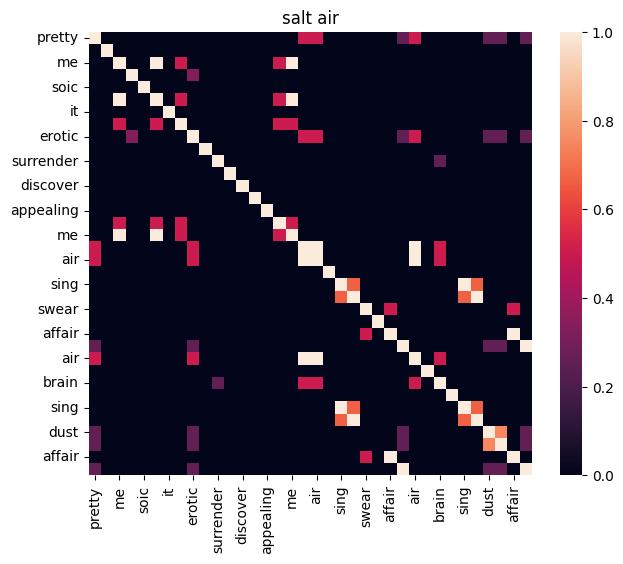 salt air
pretty
me
soic
it
erotic
surrender
discover
appealing
me
air
sing
swear
affair
air
brain
sing
dust
affair
1.0
0.8
0.6
0.4
0.2
0.0
pretty
me
soic
it
erotic
surrender
discover
appealing
me
air
sing
swear
affair
air
brain
sing
dust
affair